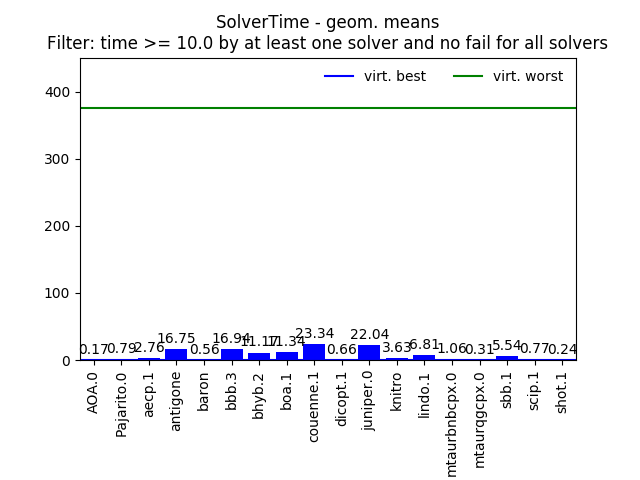 SolverTime - geom. means
Filter: time >= 10.0 by at least one solver and no fail for all solvers
virt. best
virt. worst
400
300
200
100
0
0.17
0.79
2.76
16.75
0.56
16.94
11.17
11.34
23.34
0.66
22.04
3.63
6.81
1.06
0.31
5.54
0.77
0.24
AOA.0
Pajarito.0
aecp.1
antigone
baron
bbb.3
bhyb.2
boa.1
couenne.1
dicopt.1
juniper.0
knitro
lindo.1
mtaurbnbcpx.0
mtaurqgcpx.0
sbb.1
scip.1
shot.1